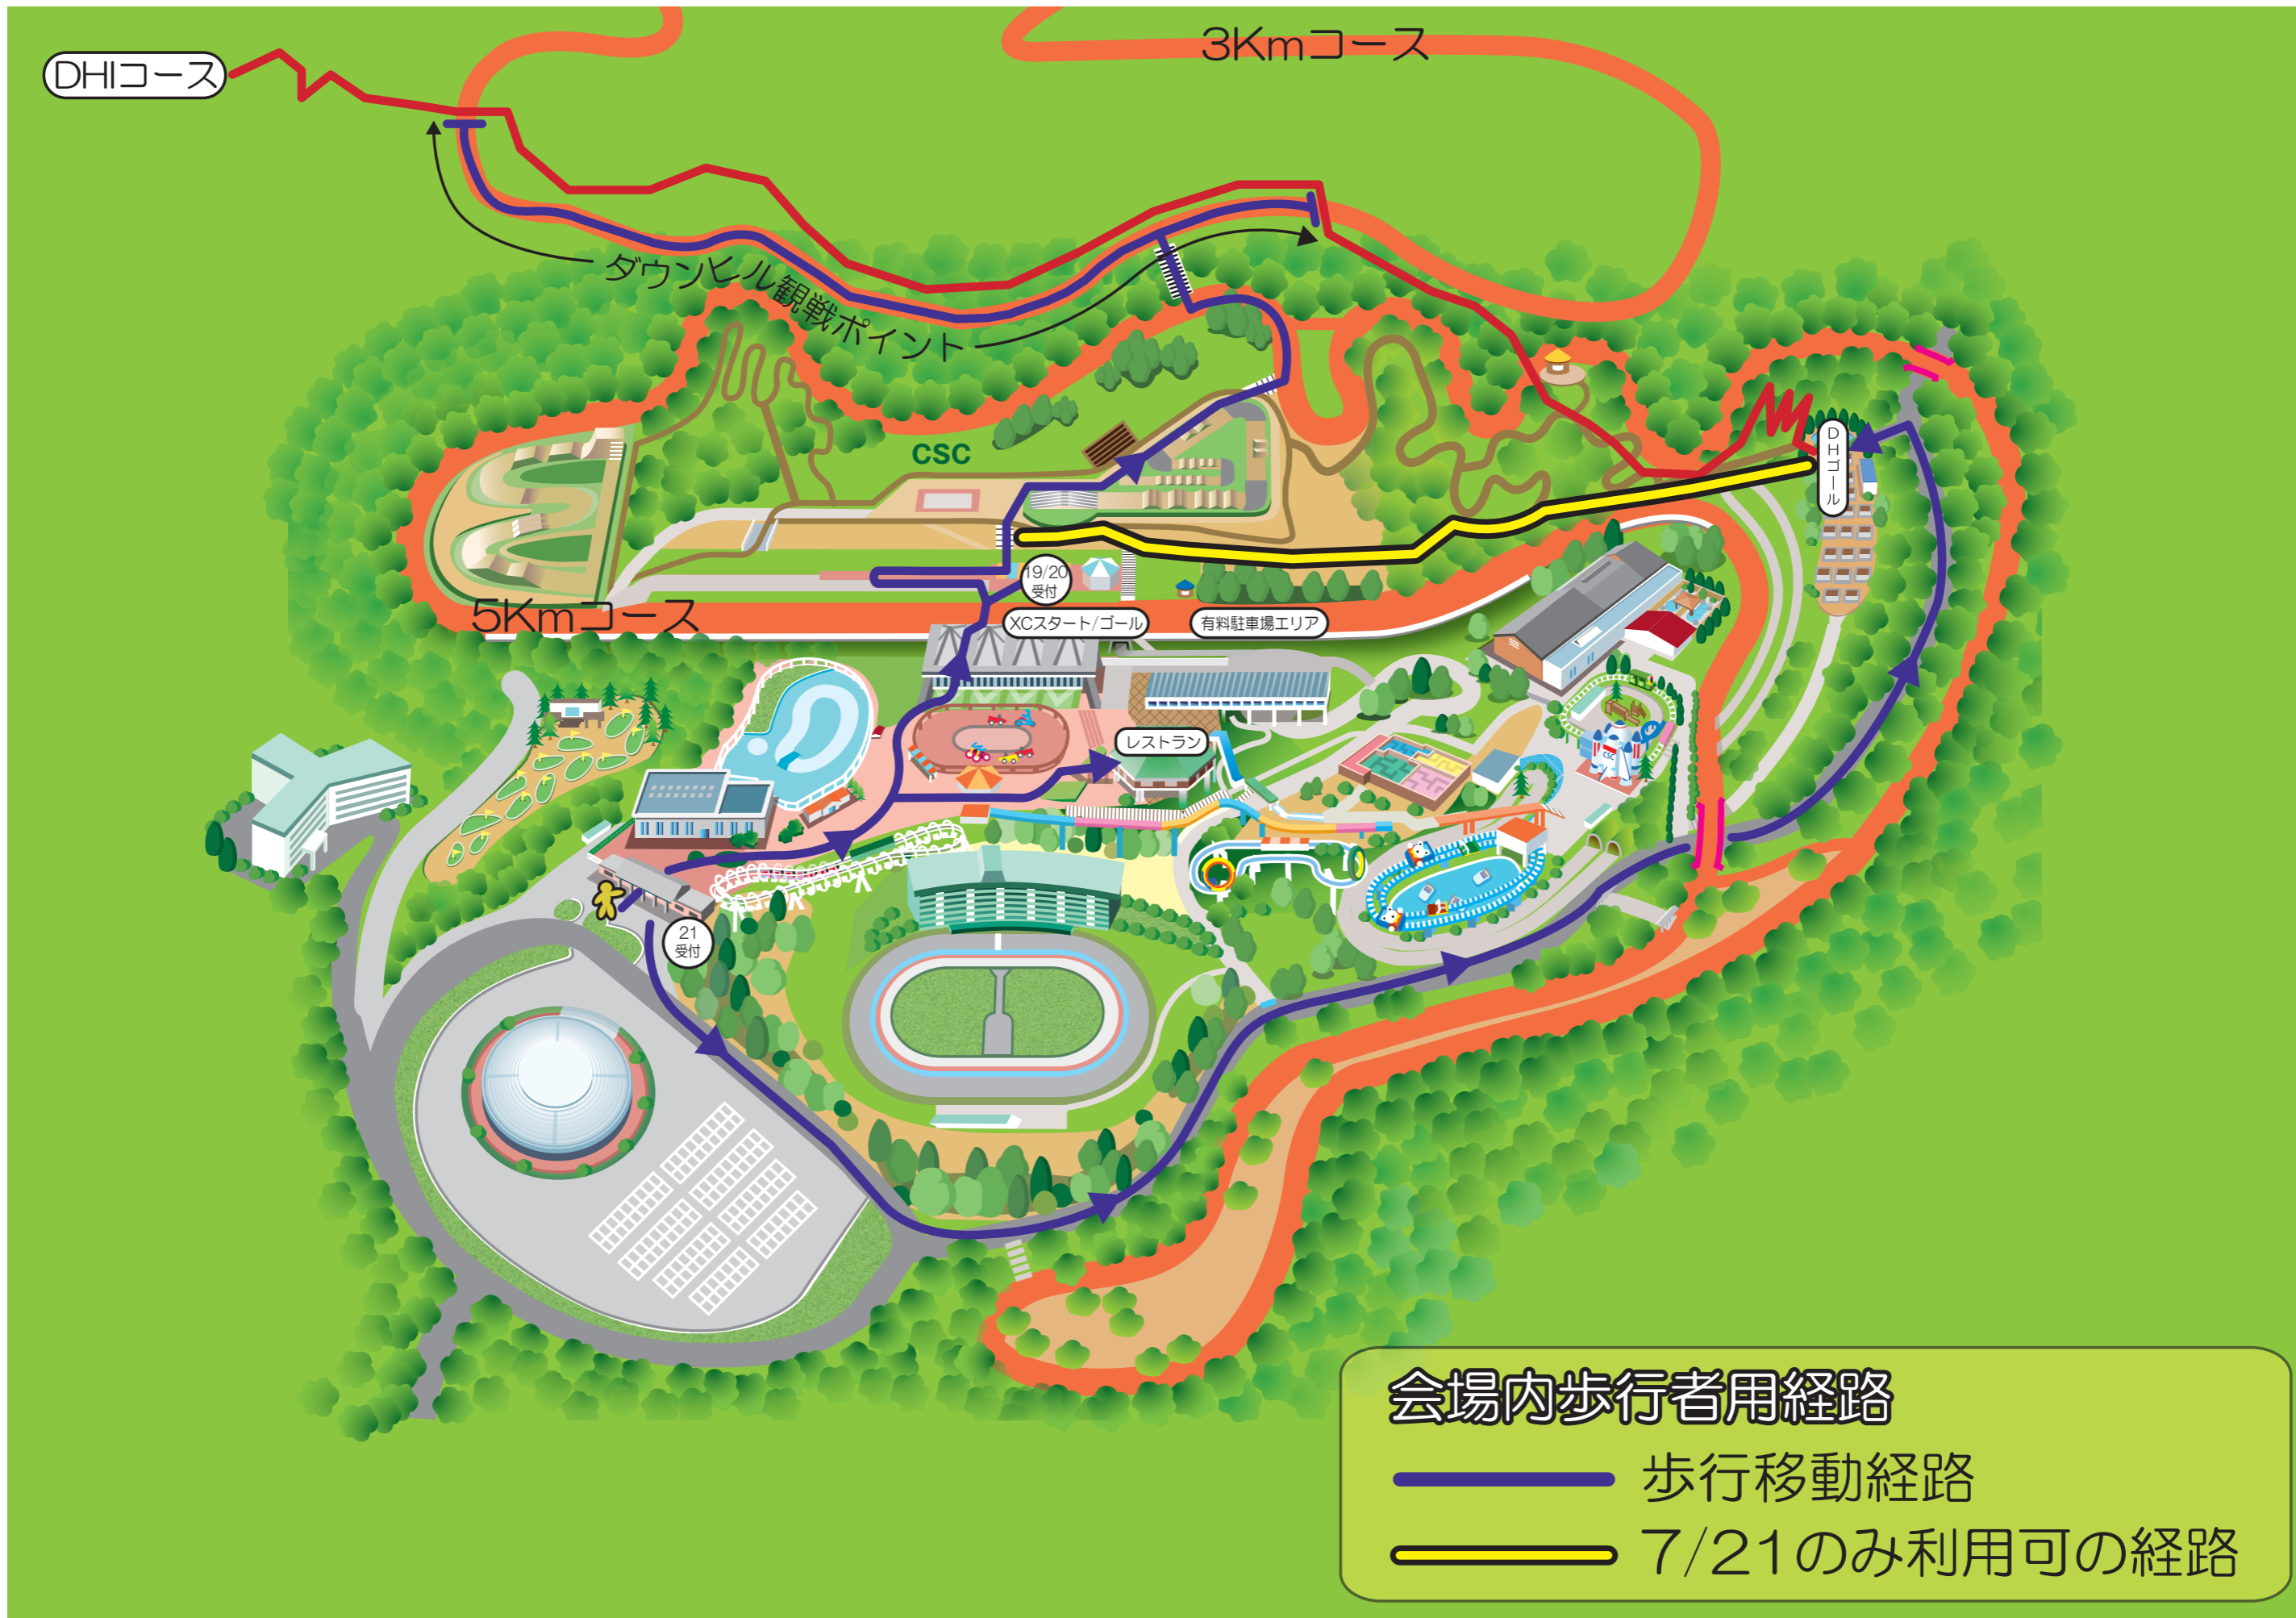 3Kmコース
DHIコース
ダウンヒル観戦ポイント
CSC
DHゴール
19/20
受付
5Kmコース
XCスタート/ゴール
有料駐車場エリア
レストラン
CSC
21
受付
会場内歩行者用経路
歩行移動経路
7/21のみ利用可の経路